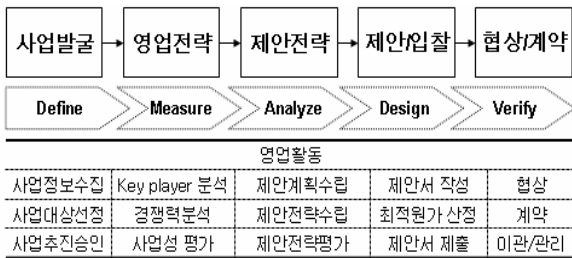 사업발굴 영업전략 제안전략 제안/입찰 협상/계약
Define Measure Analyze Design Verify
영업활동
사업정보수집 Key player 분석 제안계획수립 제안서 작성 협상
사업대상선정 경쟁력분석 제안전략수립 최적원가 산정 계약
사업추진승인 사업성 평가 제안전략평가 제안서 제출 이관/관리